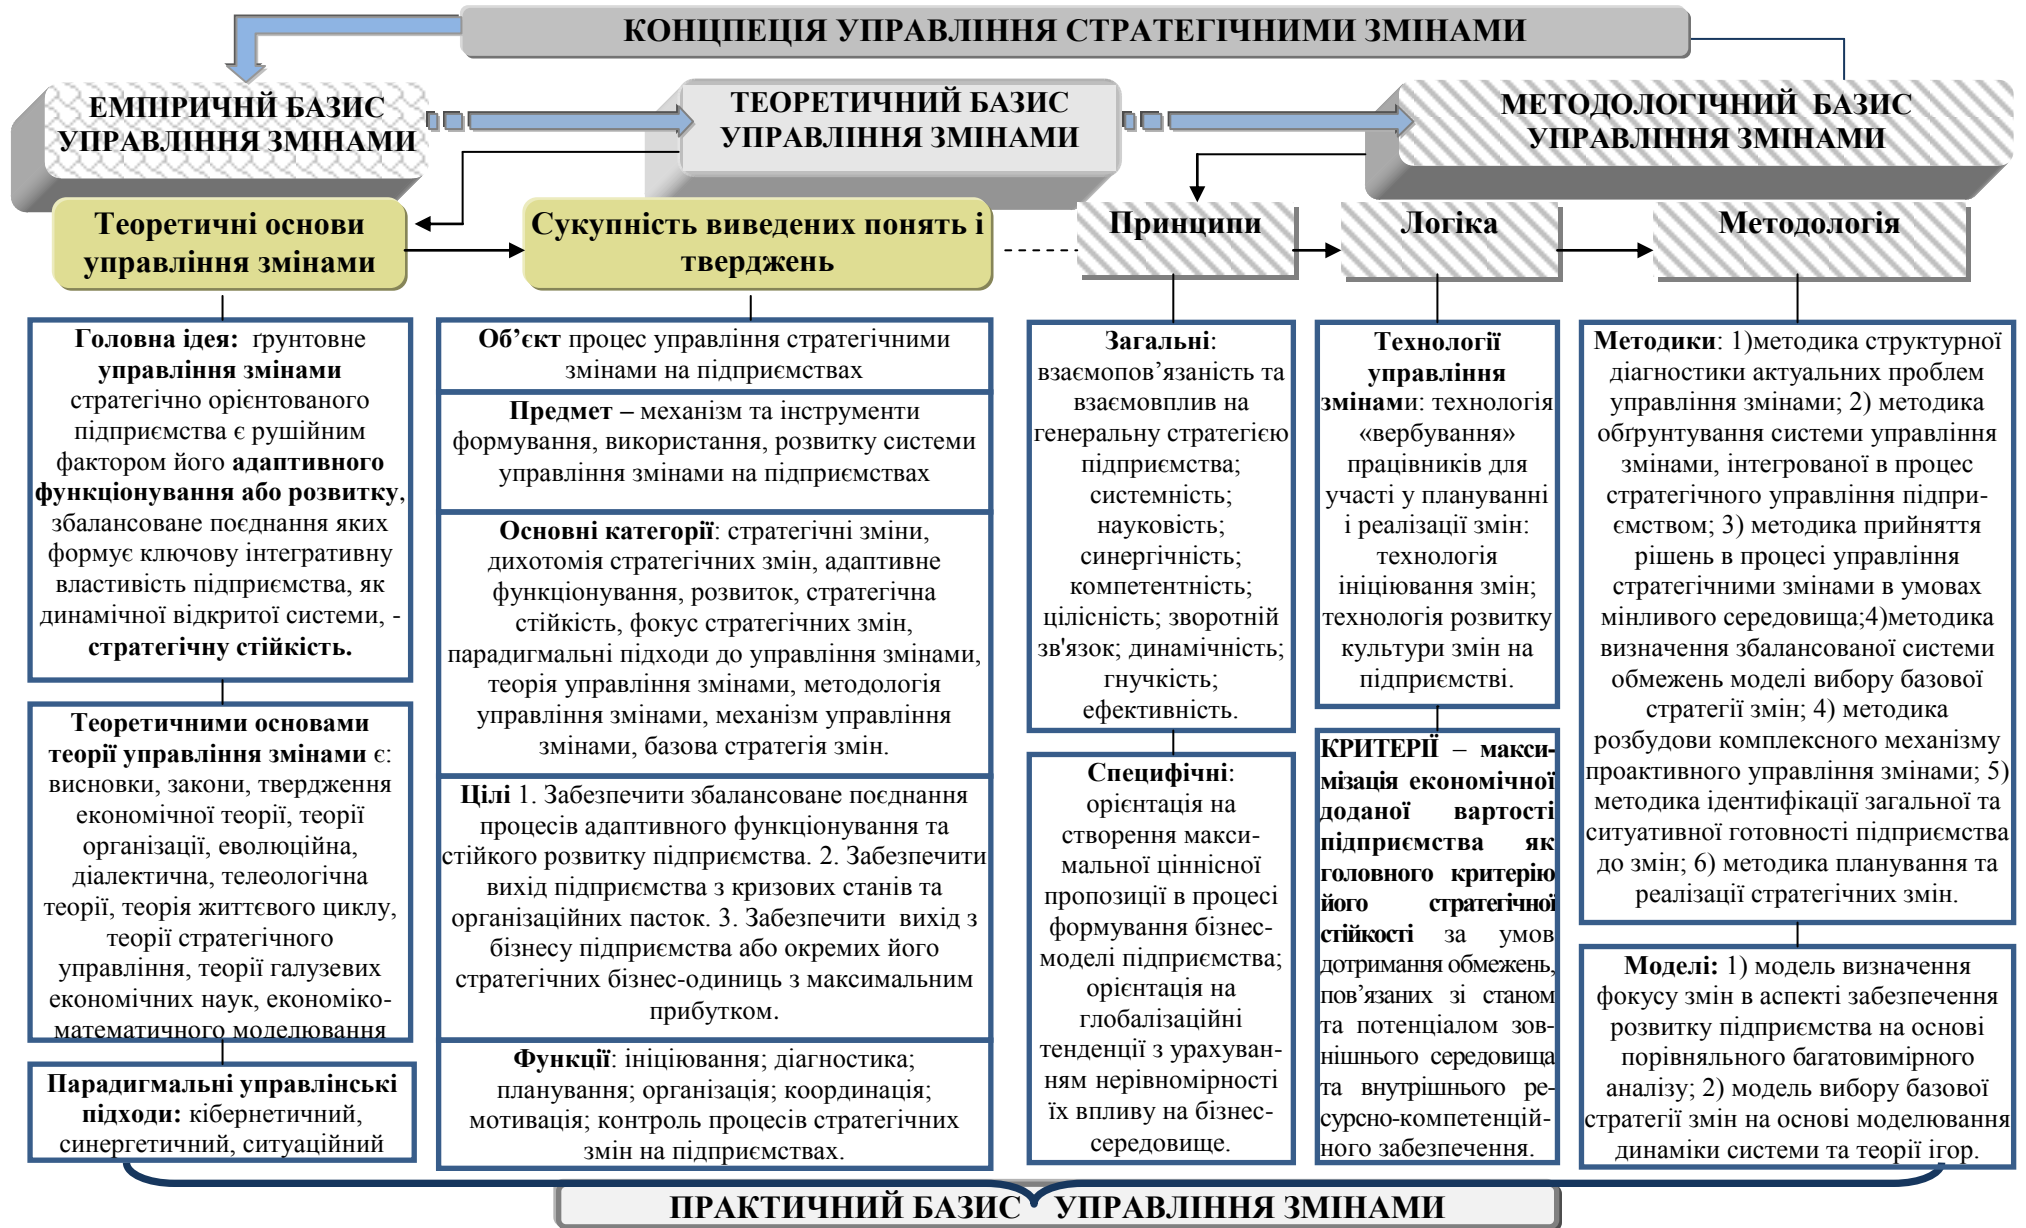 КОНЦПЕЦІЯ УПРАВЛІННЯ СТРАТЕГІЧНИМИ ЗМІНАМИ
ЕМПІРИЧНЙ БАЗИС
УПРАВЛІННЯ ЗМІНАМИ
ТЕОРЕТИЧНИЙ БАЗИС
УПРАВЛІННЯ ЗМІНАМИ
МЕТОДОЛОГІЧНИЙ БАЗИС
УПРАВЛІННЯ ЗМІНАМИ
Теоретичні основи
управління змінами
Сукупність виведених понять і
тверджень
Принципи
Логіка
Методологія
Головна ідея: ґрунтовне
управління змінами
стратегічно орієнтованого
підприємства є рушійним
фактором його адаптивного
функціонування або розвитку,
збалансоване поєднання яких
формує ключову інтегративну
властивість підприємства, як
динамічної відкритої системи, -
стратегічну стійкість.
Теоретичними основами
теорії управління змінами є:
висновки, закони, твердження
економічної теорії, теорії
організації, еволюційна,
діалектична, телеологічна
теорії, теорія життєвого циклу,
теорії стратегічного
управління, теорії галузевих
економічних наук, економіко-
математичного моделювання
Парадигмальні управлінські
підходи: кібернетичний,
синергетичний, ситуаційний
Об’єкт процес управління стратегічними
змінами на підприємствах
Предмет – механізм та інструменти
формування, використання, розвитку системи
управління змінами на підприємствах
Основні категорії: стратегічні зміни,
дихотомія стратегічних змін, адаптивне
функціонування, розвиток, стратегічна
стійкість, фокус стратегічних змін,
парадигмальні підходи до управління змінами,
теорія управління змінами, методологія
управління змінами, механізм управління
змінами, базова стратегія змін.
Цілі 1. Забезпечити збалансоване поєднання
процесів адаптивного функціонування та
стійкого розвитку підприємства. 2. Забезпечити
вихід підприємства з кризових станів та
організаційних пасток. 3. Забезпечити вихід з
бізнесу підприємства або окремих його
стратегічних бізнес-одиниць з максимальним
прибутком.
Функції: ініціювання; діагностика;
планування; організація; координація;
мотивація; контроль процесів стратегічних
змін на підприємствах.
Загальні:
взаємопов’язаність та
взаємовплив на
генеральну стратегією
підприємства;
системність;
науковість;
синергічність;
компетентність;
цілісність; зворотній
зв'язок; динамічність;
гнучкість;
ефективність.
Специфічні:
орієнтація на
створення макси-
мальної ціннісної
пропозиції в процесі
формування бізнес-
моделі підприємства;
орієнтація на
глобалізаційні
тенденції з урахуван-
ням нерівномірності
їх впливу на бізнес-
середовище.
Технології
управління
змінами: технологія
«вербування»
працівників для
участі у плануванні
і реалізації змін:
технологія
ініціювання змін;
технологія розвитку
культури змін на
підприємстві.
КРИТЕРІЇ – макси-
мізація економічної
доданої вартості
підприємства як
головного критерію
його стратегічної
стійкості за умов
дотримання обмежень,
пов’язаних зі станом
та потенціалом зов-
нішнього середовища
та внутрішнього ре-
сурсно-компетенцій-
ного забезпечення.
Методики: 1)методика структурної
діагностики актуальних проблем
управління змінами; 2) методика
обґрунтування системи управління
змінами, інтегрованої в процес
стратегічного управління підпри-
ємством; 3) методика прийняття
рішень в процесі управління
стратегічними змінами в умовах
мінливого середовища;4)методика
визначення збалансованої системи
обмежень моделі вибору базової
стратегії змін; 4) методика
розбудови комплексного механізму
проактивного управління змінами; 5)
методика ідентифікації загальної та
ситуативної готовності підприємства
до змін; 6) методика планування та
реалізації стратегічних змін.
Моделі: 1) модель визначення
фокусу змін в аспекті забезпечення
розвитку підприємства на основі
порівняльного багатовимірного
аналізу; 2) модель вибору базової
стратегії змін на основі моделювання
динаміки системи та теорії ігор.
ПРАКТИЧНИЙ БАЗИС УПРАВЛІННЯ ЗМІНАМИ